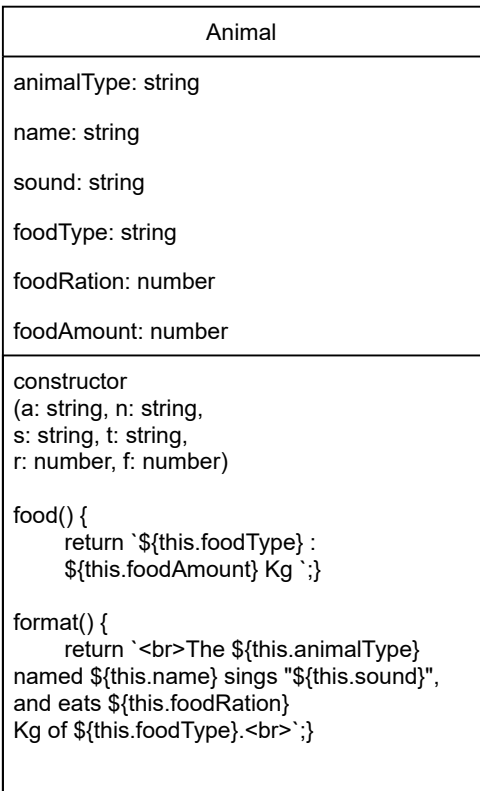 Animal
animalType: string
name: string
sound: string
foodType: string
foodRation: number
foodAmount: number
constructor
(a: string, n: string,
s: string, t: string,
r: number, f: number)
food() {
return `${this.foodType} :
${this.foodAmount} Kg `;}
format() {
return `<br>The ${this.animalType}
named ${this.name} sings "${this.sound}",
and eats ${this.foodRation}
Kg of ${this.foodType}.<br>`;}